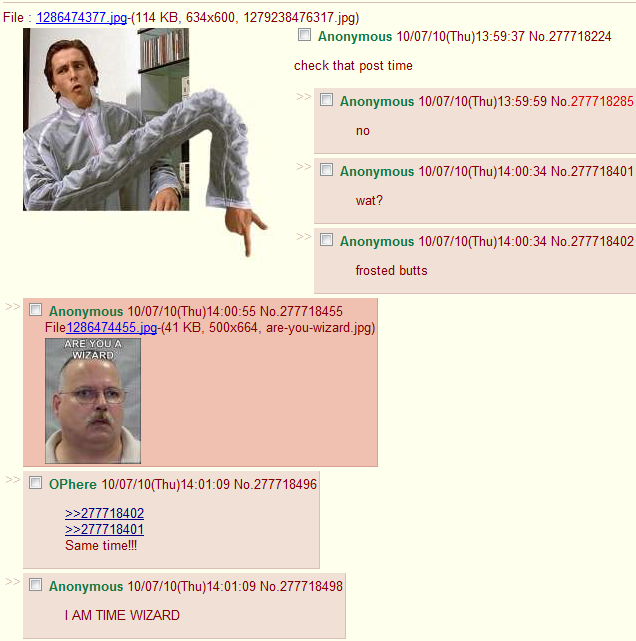 File : 1286474377.jpg-(114 KB, 634x600, 1279238476317.jpg)
Anonymous 10/07/10(Thu)13:59:37 No.277718224
check that post time
>> Anonymous 10/07/10(Thu)13:59:59 No.277718285
no
>> Anonymous 10/07/10(Thu)14:00:34 No.277718401
wat?
>> Anonymous 10/07/10(Thu)14:00:34 No.277718402
frosted butts
>> Anonymous 10/07/10(Thu)14:00:55 No.277718455
File1286474455.jpg-(41 KB, 500x664, are-you-wizard.jpg)
ARE YOU A
WIZARD
>> OPhere 10/07/10(Thu)14:01:09 No.277718496
>>277718402
>>277718401
Same time!!!
>> Anonymous 10/07/10(Thu)14:01:09 No.277718498
I AM TIME WIZARD